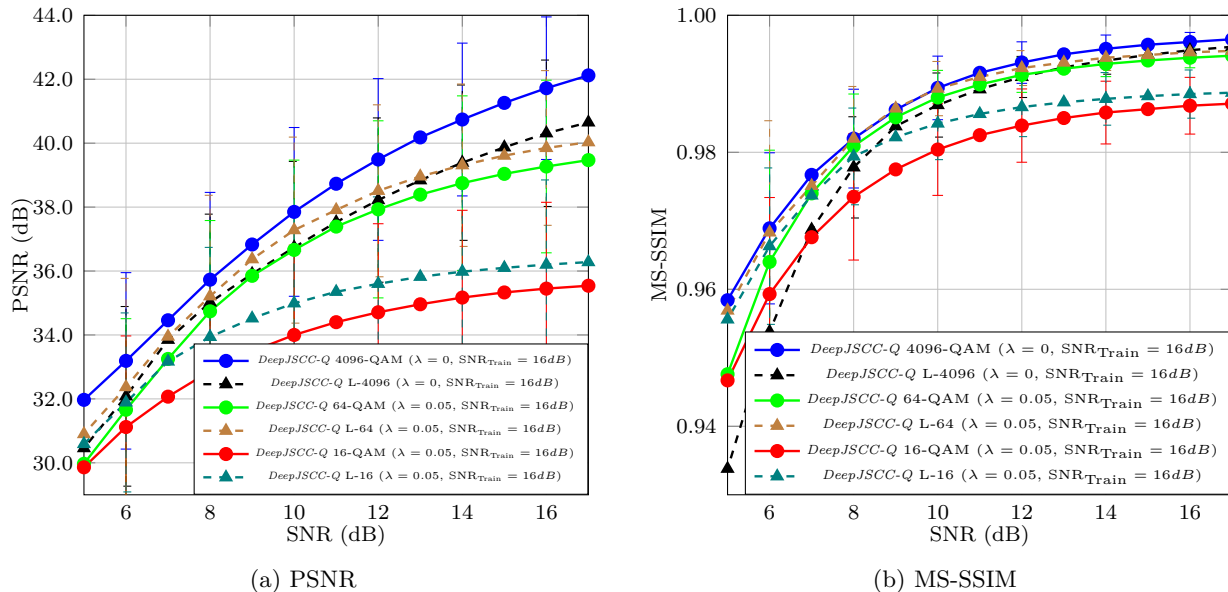 44.0
42.0
40.0
38.0
36.0
34.0
32.0
30.0
PSNR (dB)
DeepJSCC-Q 4096-QAM (λ = 0, SNR_Train = 16dB)
DeepJSCC-Q L-4096 (λ = 0, SNR_Train = 16dB)
DeepJSCC-Q 64-QAM (λ = 0.05, SNR_Train = 16dB)
DeepJSCC-Q L-64 (λ = 0.05, SNR_Train = 16dB)
DeepJSCC-Q 16-QAM (λ = 0.05, SNR_Train = 16dB)
DeepJSCC-Q L-16 (λ = 0.05, SNR_Train = 16dB)
6 8 10 12 14 16
SNR (dB)
(a) PSNR
1.00
0.98
0.96
0.94
MS-SSIM
DeepJSCC-Q 4096-QAM (λ = 0, SNR_Train = 16dB)
DeepJSCC-Q L-4096 (λ = 0, SNR_Train = 16dB)
DeepJSCC-Q 64-QAM (λ = 0.05, SNR_Train = 16dB)
DeepJSCC-Q L-64 (λ = 0.05, SNR_Train = 16dB)
DeepJSCC-Q 16-QAM (λ = 0.05, SNR_Train = 16dB)
DeepJSCC-Q L-16 (λ = 0.05, SNR_Train = 16dB)
6 8 10 12 14 16
SNR (dB)
(b) MS-SSIM